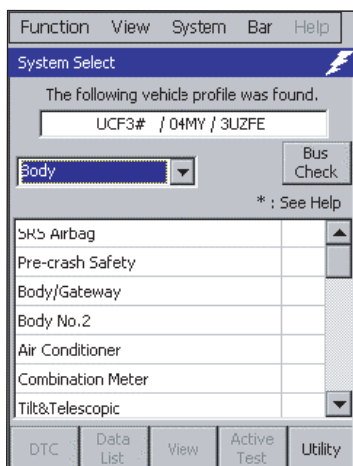 Function View System Bar Help
System Select
The following vehicle profile was found.
UCF3# / 04MY / 3UZFE
Body
Bus
Check
* : See Help
SRS Airbag
Pre-crash Safety
Body/Gateway
Body No.2
Air Conditioner
Combination Meter
Tilt&Telescopic
DTC Data List View Active Test Utility